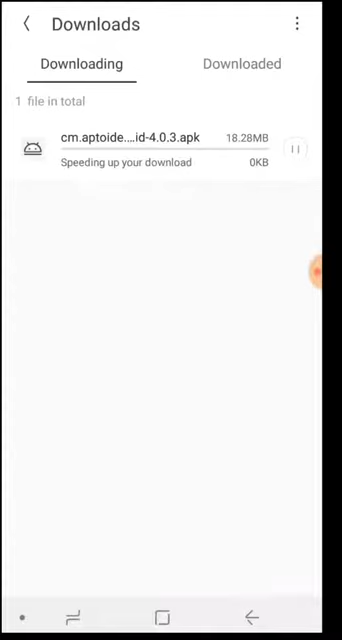 Downloads
Downloading Downloaded
1 file in total
cm.aptoide....id-4.0.3.apk 18.28MB
Speeding up your download 0KB